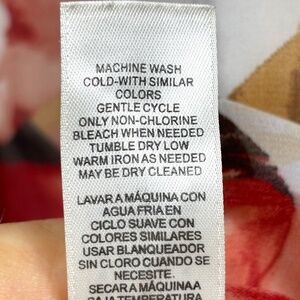 MACHINE WASH
COLD-WITH SIMILAR
COLORS
GENTLE CYCLE
ONLY NON-CHLORINE
BLEACH WHEN NEEDED
TUMBLE DRY LOW
WARM IRON AS NEEDED
MAY BE DRY CLEANED
LAVAR A MÁQUINA CON
AGUA FRIA EN
CICLO SUAVE CON
COLORES SIMILARES
USAR BLANQUEADOR
SIN CLORO CUANDO SE
NECESITE.
SECAR A MÁQUINA A
BAJA TEMPERATURA